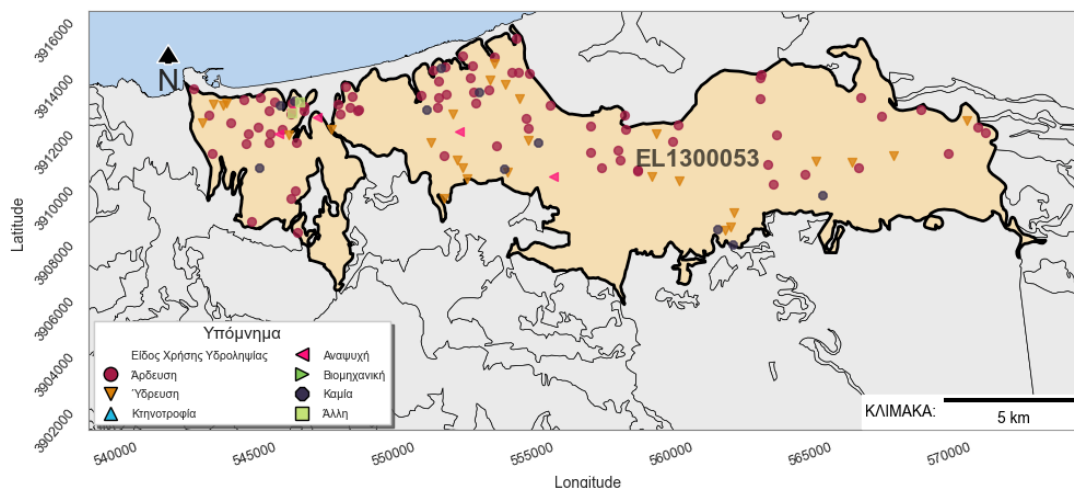 3916000
3914000
3912000
3910000
3908000
3906000
3904000
3902000
Latitude
N
EL1300053
Υπόμνημα
Είδος Χρήσης Υδροληψίας
Άρδευση
Ύδρευση
Κτηνοτροφία
Αναψυχή
Βιομηχανική
Καμία
Άλλη
ΚΛΙΜΑΚΑ:
5 km
540000 545000 550000 555000 560000 565000 570000
Longitude